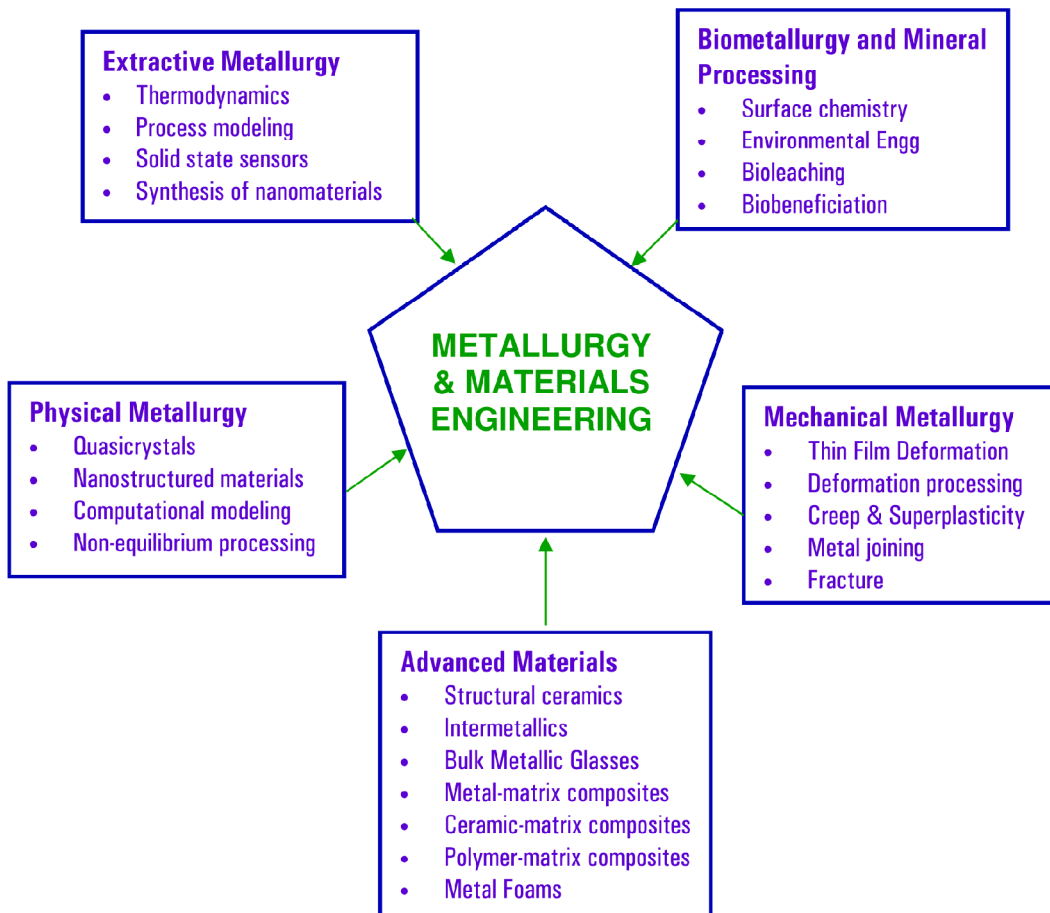 Extractive Metallurgy
• Thermodynamics
• Process modeling
• Solid state sensors
• Synthesis of nanomaterials
Biometallurgy and Mineral
Processing
• Surface chemistry
• Environmental Engg
• Bioleaching
• Biobeneficiation
METALLURGY
& MATERIALS
ENGINEERING
Physical Metallurgy
• Quasicrystals
• Nanostructured materials
• Computational modeling
• Non-equilibrium processing
Mechanical Metallurgy
• Thin Film Deformation
• Deformation processing
• Creep & Superplasticity
• Metal joining
• Fracture
Advanced Materials
• Structural ceramics
• Intermetallics
• Bulk Metallic Glasses
• Metal-matrix composites
• Ceramic-matrix composites
• Polymer-matrix composites
• Metal Foams